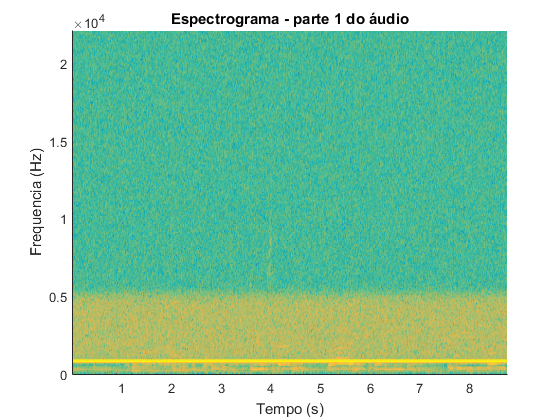 Espectrograma - parte 1 do áudio
×10⁴
2
1.5
1
0.5
0
Frequencia (Hz)
1 2 3 4 5 6 7 8
Tempo (s)